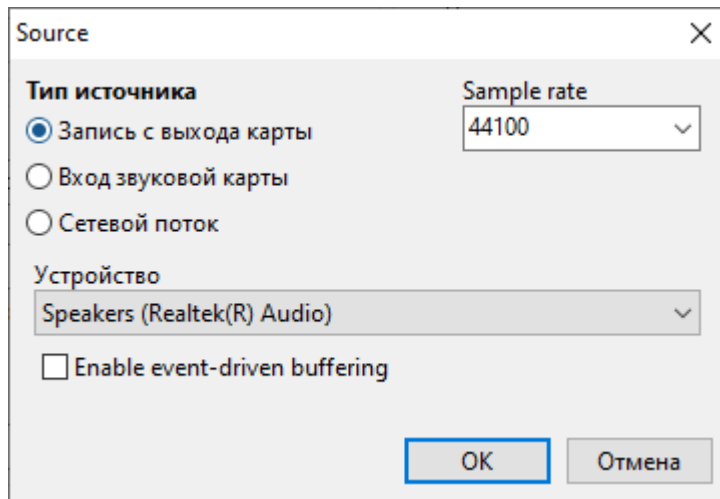 Source
Тип источника
Sample rate
Запись с выхода карты
44100
Вход звуковой карты
Сетевой поток
Устройство
Speakers (Realtek(R) Audio)
Enable event-driven buffering
OK
Отмена